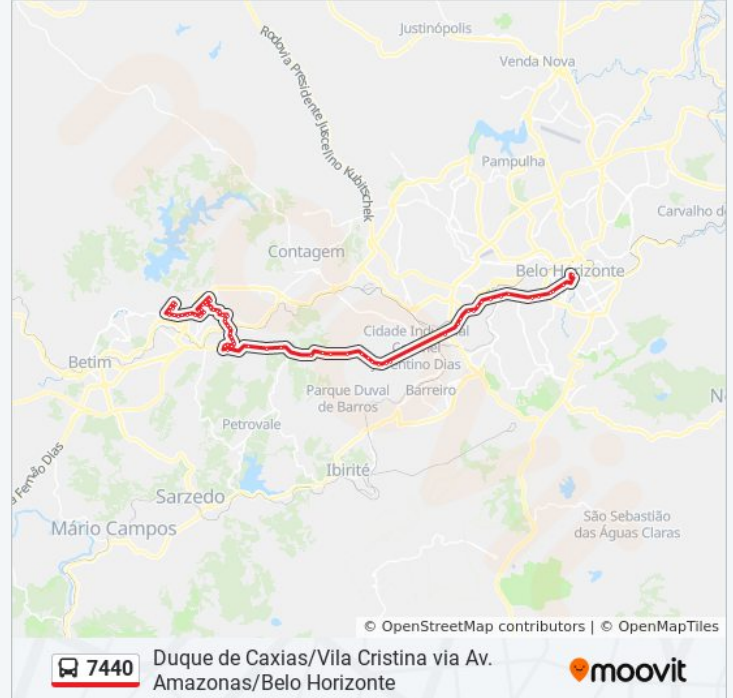 Justinópolis
Venda Nova
Rodovia Presidente Juscelino Kubitschek
Pampulha
Carvalho d
Contagem
Belo Horizonte
Cidade Industrial
Coronel
Juventino Dias
Betim
Parque Duval
de Barros
Barreiro
N
Petrovale
Fernão Dias
Ibirité
Sarzedo
Mário Campos
São Sebastião
das Águas Claras
© OpenStreetMap contributors | © OpenMapTiles
7440
Duque de Caxias/Vila Cristina via Av.
Amazonas/Belo Horizonte
moovit